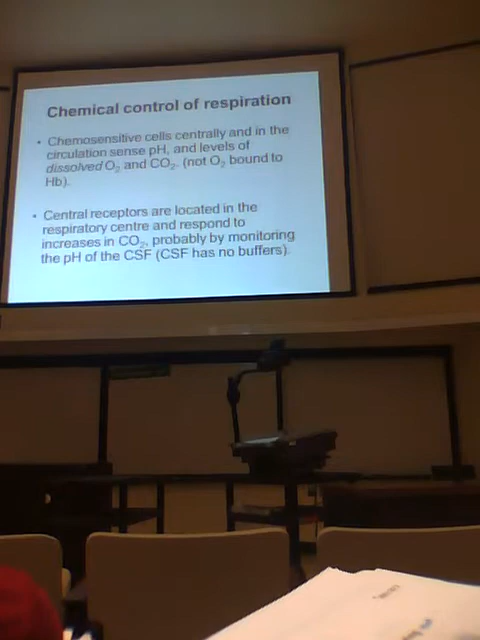 Chemical control of respiration
• Chemosensitive cells centrally and in the
circulation sense pH, and levels of
dissolved O₂ and CO₂. (not O₂ bound to
Hb).
• Central receptors are located in the
respiratory centre and respond to
increases in CO₂, probably by monitoring
the pH of the CSF (CSF has no buffers).